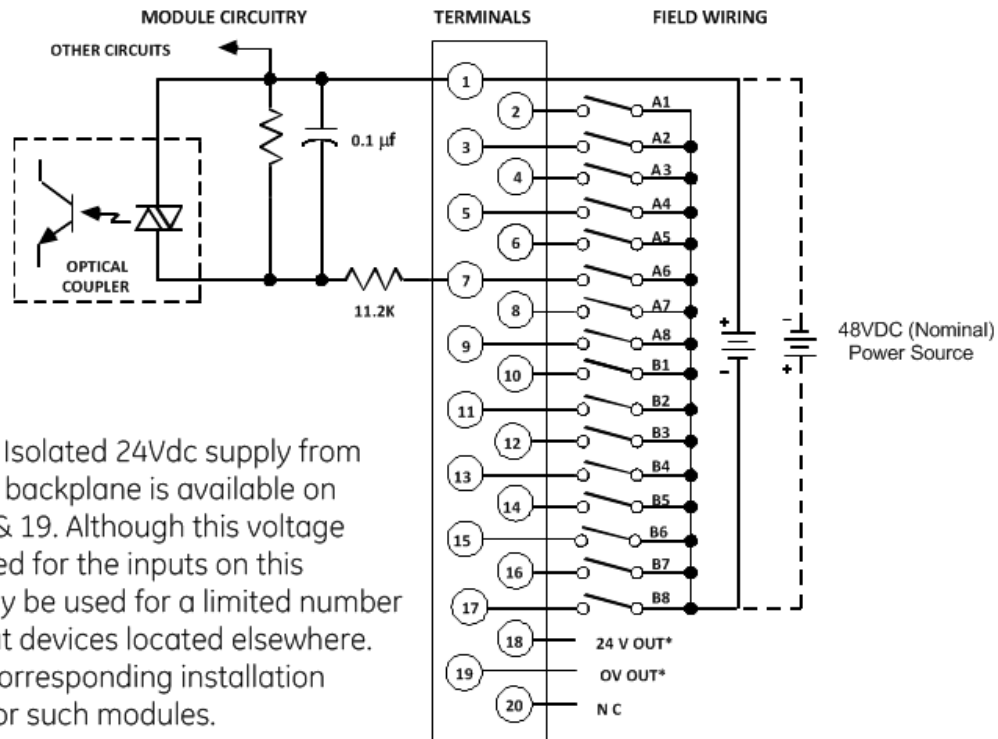 MODULE CIRCUITRY
TERMINALS
FIELD WIRING
OTHER CIRCUITS
0.1 µf
OPTICAL
COUPLER
11.2K
1
2
3
4
5
6
7
8
9
10
11
12
13
14
15
16
17
18
19
20
A1
A2
A3
A4
A5
A6
A7
A8
B1
B2
B3
B4
B5
B6
B7
B8
24 V OUT*
OV OUT*
N C
+
-
-
+
48VDC (Nominal)
Power Source
Isolated 24Vdc supply from
backplane is available on
& 19. Although this voltage
ed for the inputs on this
y be used for a limited number
t devices located elsewhere.
orresponding installation
or such modules.